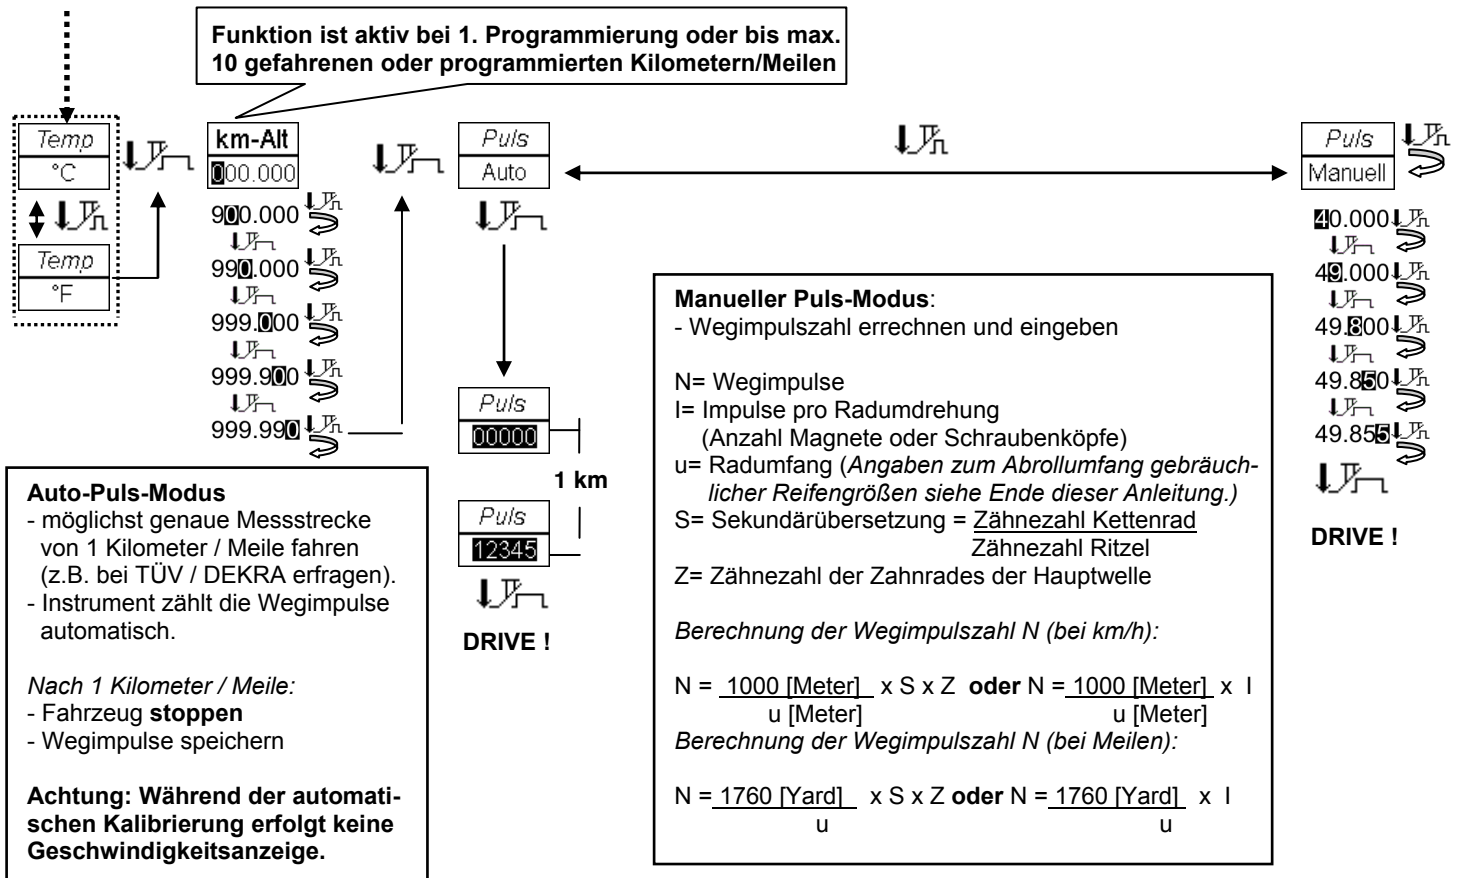 Funktion ist aktiv bei 1. Programmierung oder bis max.
10 gefahrenen oder programmierten Kilometern/Meilen
Temp
°C
Temp
°F
km-Alt
000.000
900.000
990.000
999.000
999.900
999.990
Puls
Auto
Puls
00000
1 km
Puls
12345
DRIVE !
Puls
Manuell
40.000
49.000
49.800
49.850
49.855
DRIVE !
Auto-Puls-Modus
- möglichst genaue Messstrecke
von 1 Kilometer / Meile fahren
(z.B. bei TÜV / DEKRA erfragen).
- Instrument zählt die Wegimpulse
automatisch.
Nach 1 Kilometer / Meile:
- Fahrzeug stoppen
- Wegimpulse speichern
Achtung: Während der automati-
schen Kalibrierung erfolgt keine
Geschwindigkeitsanzeige.
Manueller Puls-Modus:
- Wegimpulszahl errechnen und eingeben
N= Wegimpulse
I= Impulse pro Radumdrehung
(Anzahl Magnete oder Schraubenköpfe)
u= Radumfang (Angaben zum Abrollumfang gebräuch-
licher Reifengrößen siehe Ende dieser Anleitung.)
S= Sekundärübersetzung = Zähnezahl Kettenrad
Zähnezahl Ritzel
Z= Zähnezahl der Zahnrades der Hauptwelle
Berechnung der Wegimpulszahl N (bei km/h):
N = 1000 [Meter] x S x Z oder N = 1000 [Meter] x I
u [Meter] u [Meter]
Berechnung der Wegimpulszahl N (bei Meilen):
N = 1760 [Yard] x S x Z oder N = 1760 [Yard] x I
u u